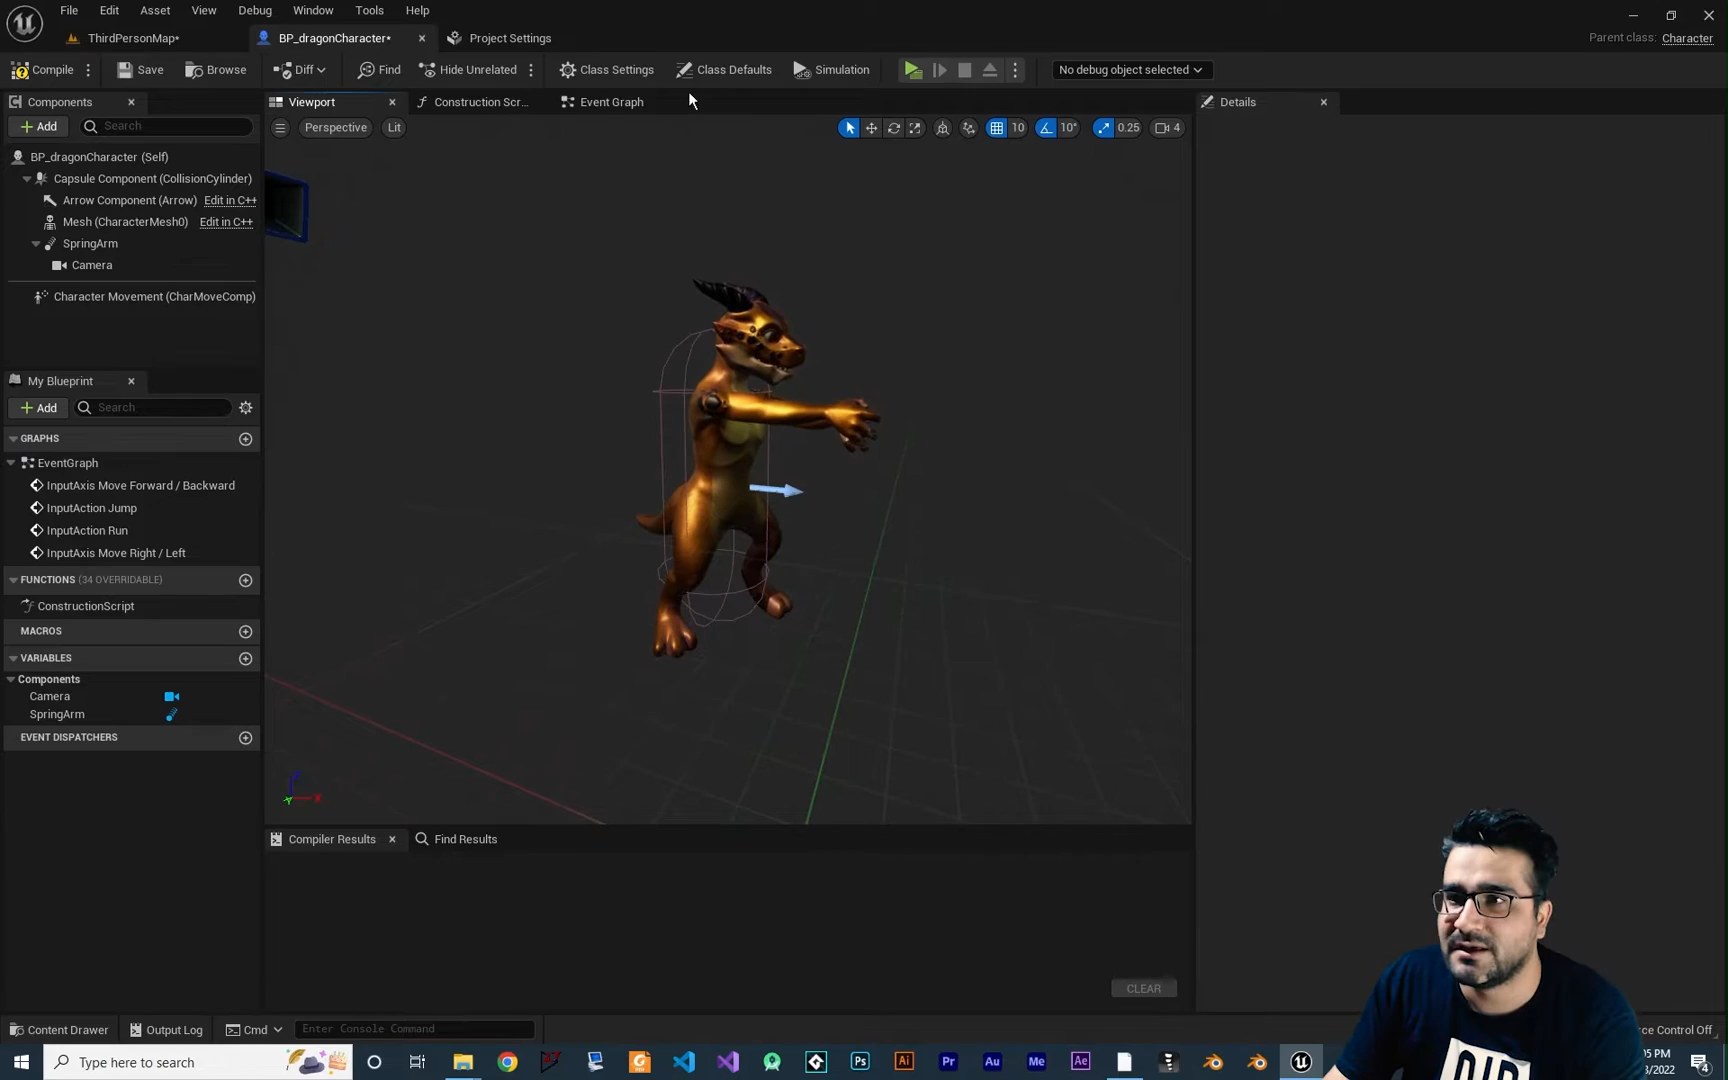 File Edit Asset View Debug Window Tools Help
ThirdPersonMap* BP_dragonCharacter* Project Settings Parent class: Character
Compile Save Browse Diff Find Hide Unrelated Class Settings Class Defaults Simulation No debug object selected
Components Viewport Construction Scr... Event Graph Details
Add Search Perspective Lit 10 10° 0.25 4
BP_dragonCharacter (Self)
Capsule Component (CollisionCylinder)
Arrow Component (Arrow) Edit in C++
Mesh (CharacterMesh0) Edit in C++
SpringArm
Camera
Character Movement (CharMoveComp)
My Blueprint
Add Search
GRAPHS
EventGraph
InputAxis Move Forward / Backward
InputAction Jump
InputAction Run
InputAxis Move Right / Left
FUNCTIONS (34 OVERRIDABLE)
ConstructionScript
MACROS
VARIABLES
Components
Camera
SpringArm
EVENT DISPATCHERS
Compiler Results Find Results
CLEAR
Content Drawer Output Log Cmd Enter Console Command Control Off
Type here to search Ps Ai Pr Au Me Ae